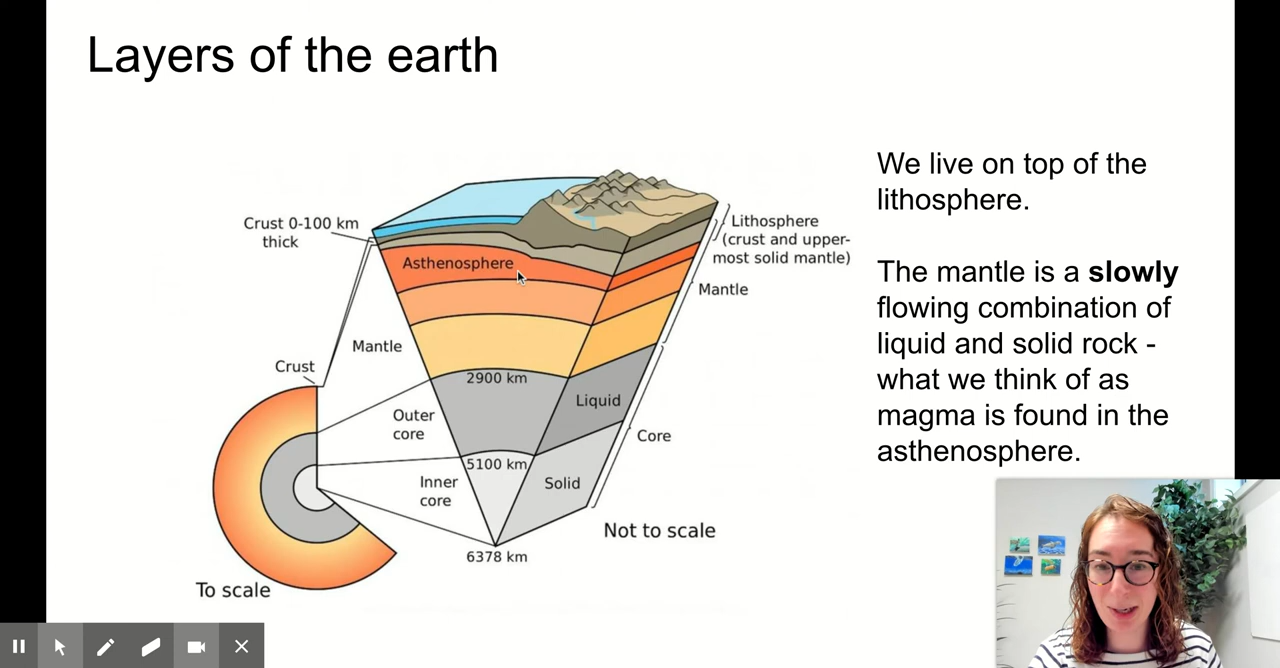 Layers of the earth
We live on top of the
lithosphere.
The mantle is a slowly
flowing combination of
liquid and solid rock -
what we think of as
magma is found in the
asthenosphere.
Crust 0-100 km
thick
Asthenosphere
Lithosphere
(crust and upper-
most solid mantle)
Mantle
Mantle
Crust
2900 km
Liquid
Outer
core
Core
5100 km
Inner
core
Solid
Not to scale
6378 km
To scale